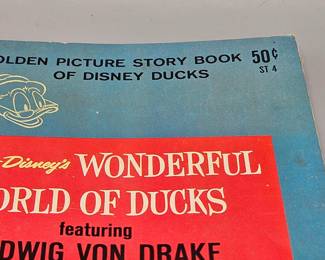 OLDEN PICTURE STORY BOOK 50¢
OF DISNEY DUCKS ST 4
Disney's WONDERFUL
ORLD OF DUCKS
featuring
DWIG VON DRAKE